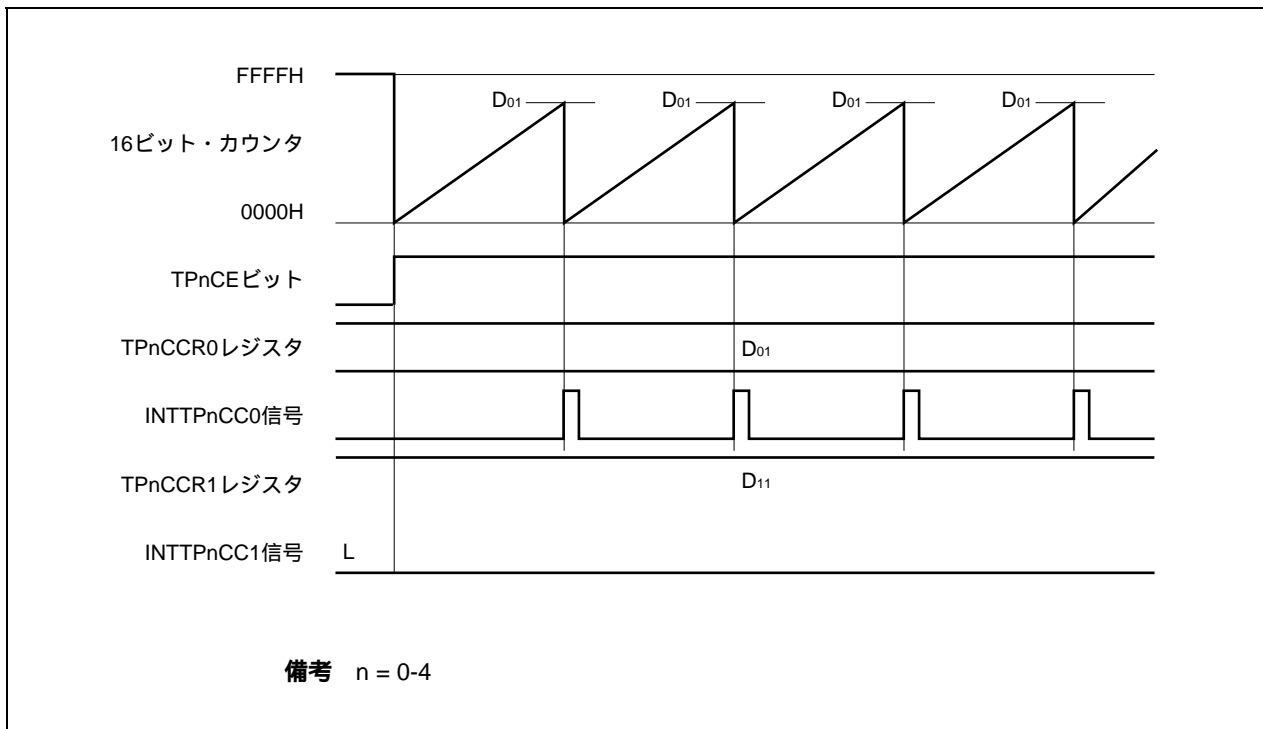 FFFFH
D01 D01 D01 D01
16ビット・カウンタ
0000H
TPnCEビット
TPnCCR0レジスタ D01
INTTPnCC0信号
TPnCCR1レジスタ D11
INTTPnCC1信号 L
備考 n = 0-4